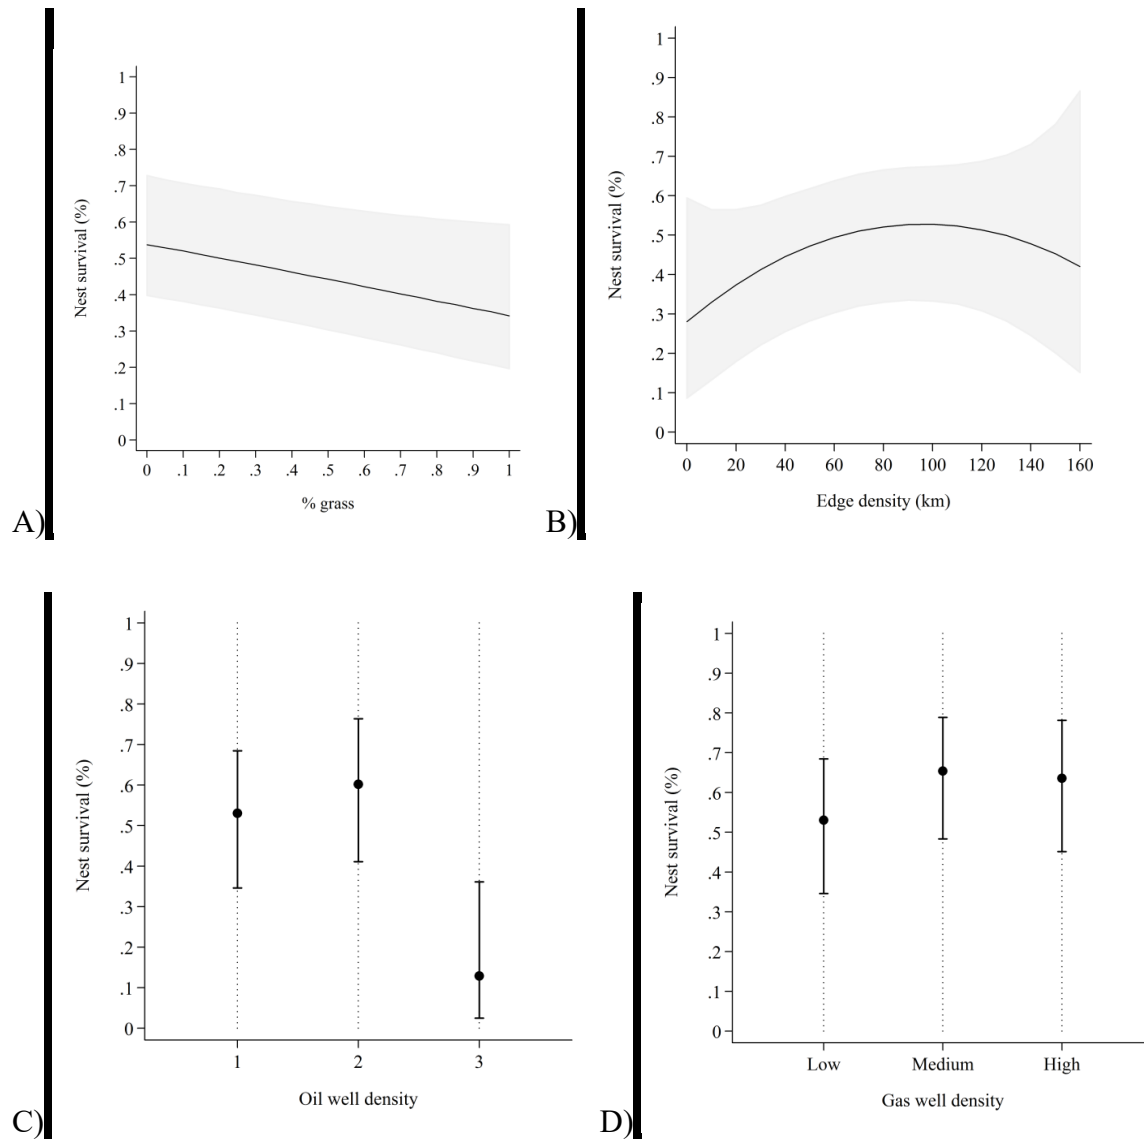 1
.9
.8
.7
.6
.5
.4
.3
.2
.1
0
Nest survival (%)
0 .1 .2 .3 .4 .5 .6 .7 .8 .9 1
% grass
A)
1
.9
.8
.7
.6
.5
.4
.3
.2
.1
0
Nest survival (%)
0 20 40 60 80 100 120 140 160
Edge density (km)
B)
1
.9
.8
.7
.6
.5
.4
.3
.2
.1
0
Nest survival (%)
1 2 3
Oil well density
C)
1
.9
.8
.7
.6
.5
.4
.3
.2
.1
0
Nest survival (%)
Low Medium High
Gas well density
D)